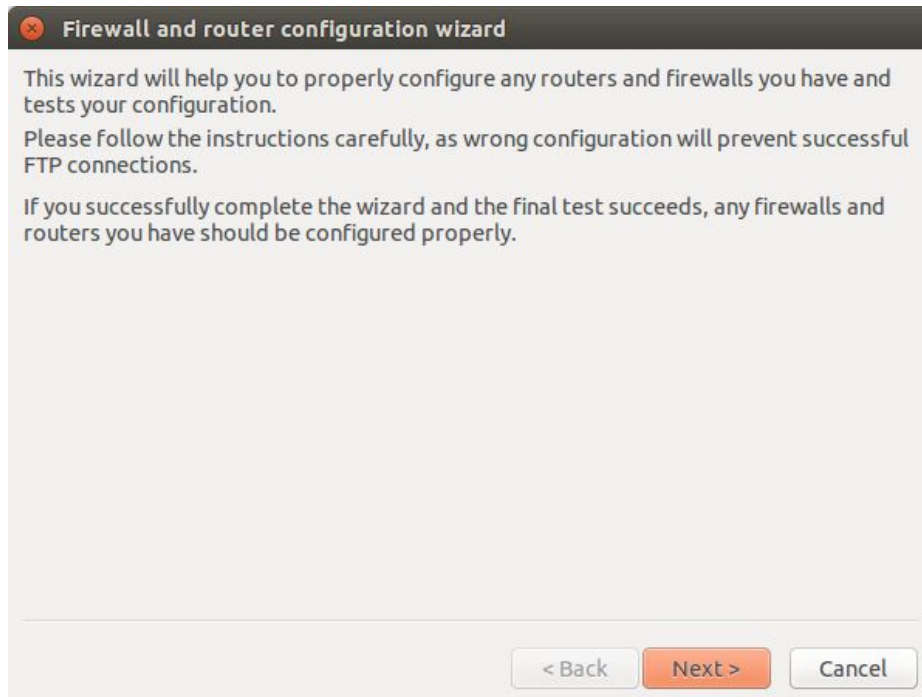 Firewall and router configuration wizard
This wizard will help you to properly configure any routers and firewalls you have and
tests your configuration.
Please follow the instructions carefully, as wrong configuration will prevent successful
FTP connections.
If you successfully complete the wizard and the final test succeeds, any firewalls and
routers you have should be configured properly.
< Back
Next >
Cancel